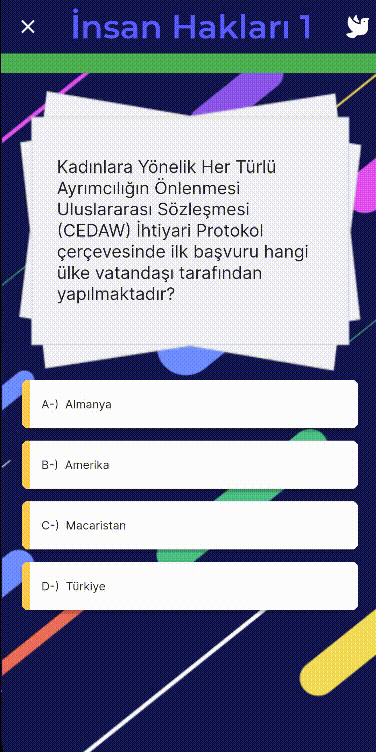 İnsan Hakları 1
Kadınlara Yönelik Her Türlü
Ayrımcılığın Önlenmesi
Uluslararası Sözleşmesi
(CEDAW) İhtiyari Protokol
çerçevesinde ilk başvuru hangi
ülke vatandaşı tarafından
yapılmaktadır?
A-) Almanya
B-) Amerika
C-) Macaristan
D-) Türkiye